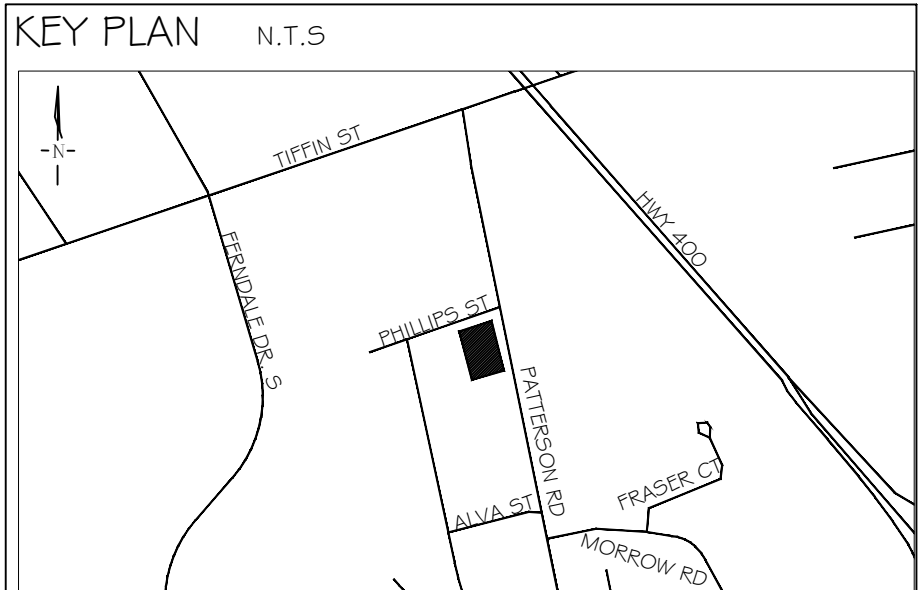 KEY PLAN N.T.S
-N-
TIFFIN ST
FERNDALE DR. S
HWY 400
PHILLIPS ST
PATTERSON RD
FRASER CT
ALVA ST
MORROW RD